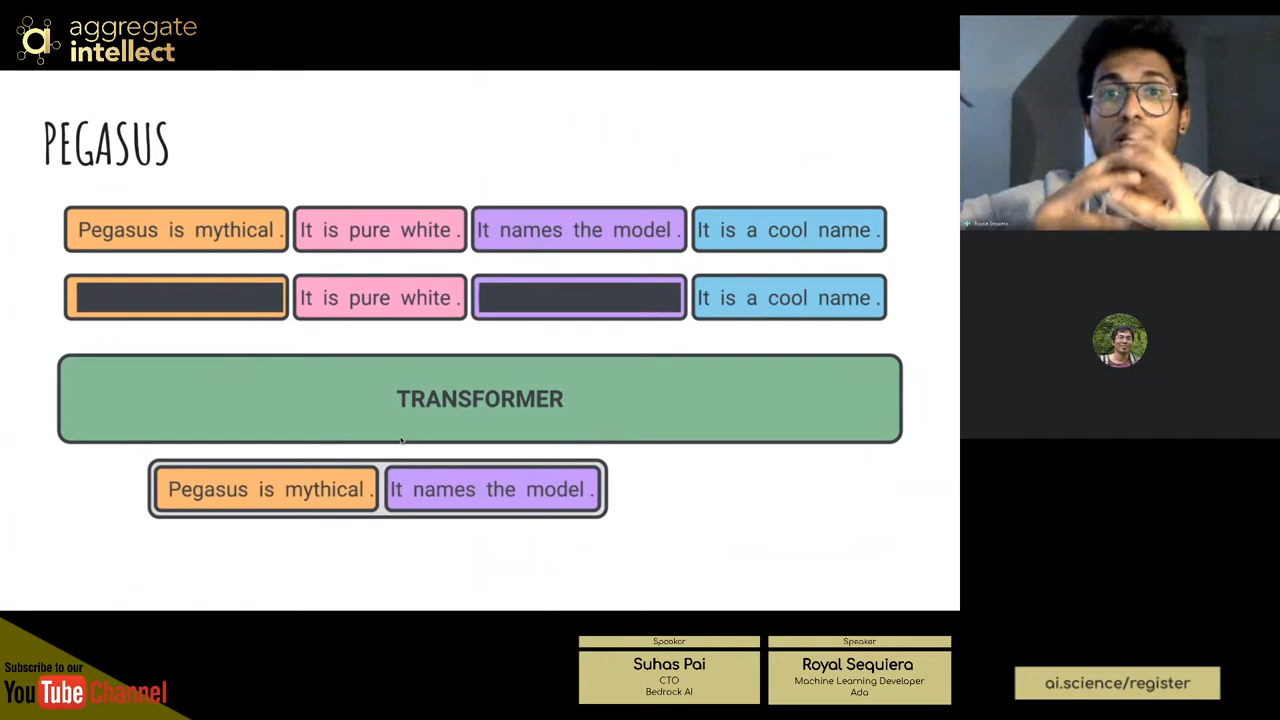 aggregate
intellect
PEGASUS
Pegasus is mythical . It is pure white . It names the model . It is a cool name .
It is pure white . It is a cool name .
TRANSFORMER
Pegasus is mythical . It names the model .
Royal Sequiera
Subscribe to our
YouTube Channel
Speaker
Suhas Pai
CTO
Bedrock AI
Speaker
Royal Sequiera
Machine Learning Developer
Ada
ai.science/register